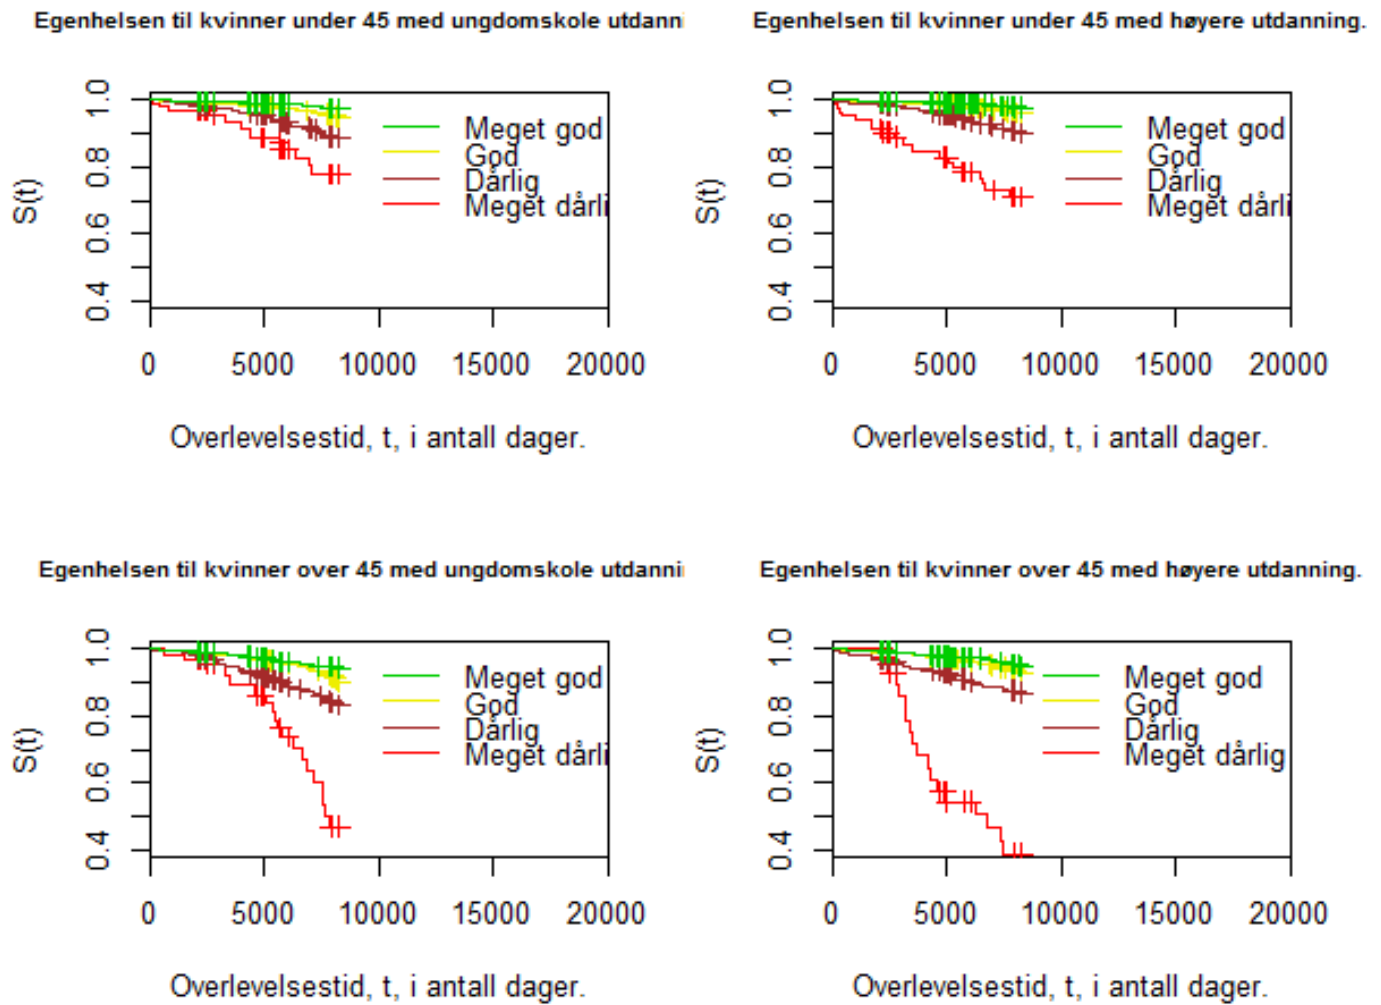 Egenhelsen til kvinner under 45 med ungdomskole utdanni
S(t)
1.0
0.8
0.6
0.4
Meget god
God
Dårlig
Meget dårli
0 5000 10000 15000 20000
Overlevelsestid, t, i antall dager.
Egenhelsen til kvinner under 45 med høyere utdanning.
S(t)
1.0
0.8
0.6
0.4
Meget god
God
Dårlig
Meget dårli
0 5000 10000 15000 20000
Overlevelsestid, t, i antall dager.
Egenhelsen til kvinner over 45 med ungdomskole utdanni
S(t)
1.0
0.8
0.6
0.4
Meget god
God
Dårlig
Meget dårli
0 5000 10000 15000 20000
Overlevelsestid, t, i antall dager.
Egenhelsen til kvinner over 45 med høyere utdanning.
S(t)
1.0
0.8
0.6
0.4
Meget god
God
Dårlig
Meget dårlig
0 5000 10000 15000 20000
Overlevelsestid, t, i antall dager.